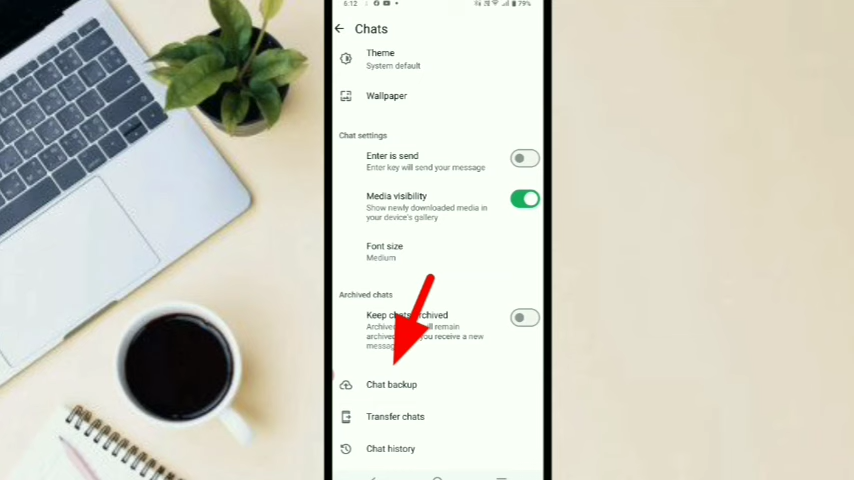 6:12
79%
Chats
Theme
System default
Wallpaper
Chat settings
Enter is send
Enter key will send your message
Media visibility
Show newly downloaded media in
your device's gallery
Font size
Medium
Archived chats
Keep chats archived
Archived will remain
archived you receive a new
message
Chat backup
Transfer chats
Chat history